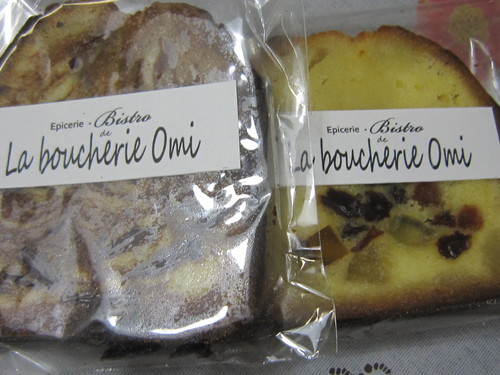 Epicerie - Bistro
de
La boucherie Omi
Epicerie - Bistro
de
La boucherie Omi